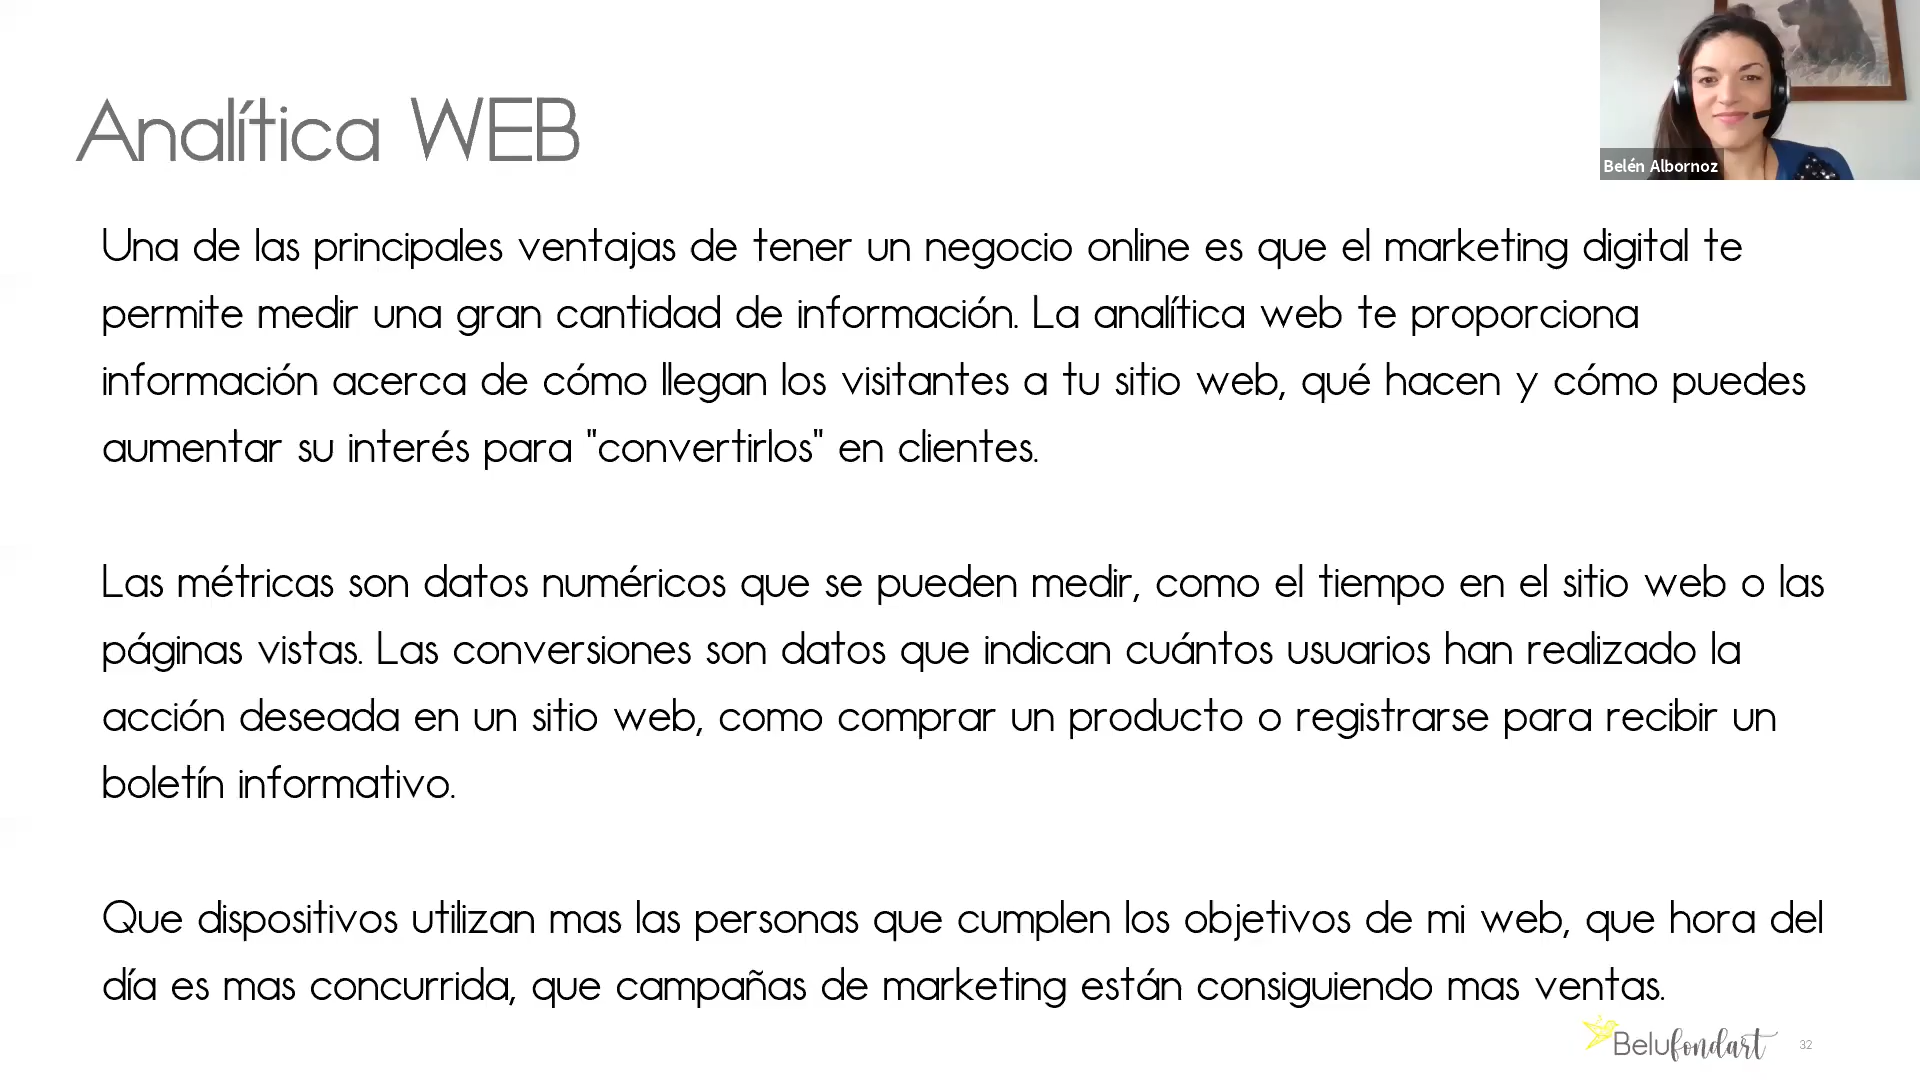 Analítica WEB
Belén Albornoz
Una de las principales ventajas de tener un negocio online es que el marketing digital te
permite medir una gran cantidad de información. La analítica web te proporciona
información acerca de cómo llegan los visitantes a tu sitio web, qué hacen y cómo puedes
aumentar su interés para "convertirlos" en clientes.
Las métricas son datos numéricos que se pueden medir, como el tiempo en el sitio web o las
páginas vistas. Las conversiones son datos que indican cuántos usuarios han realizado la
acción deseada en un sitio web, como comprar un producto o registrarse para recibir un
boletín informativo.
Que dispositivos utilizan mas las personas que cumplen los objetivos de mi web, que hora del
día es mas concurrida, que campañas de marketing están consiguiendo mas ventas.
Belufondart
32